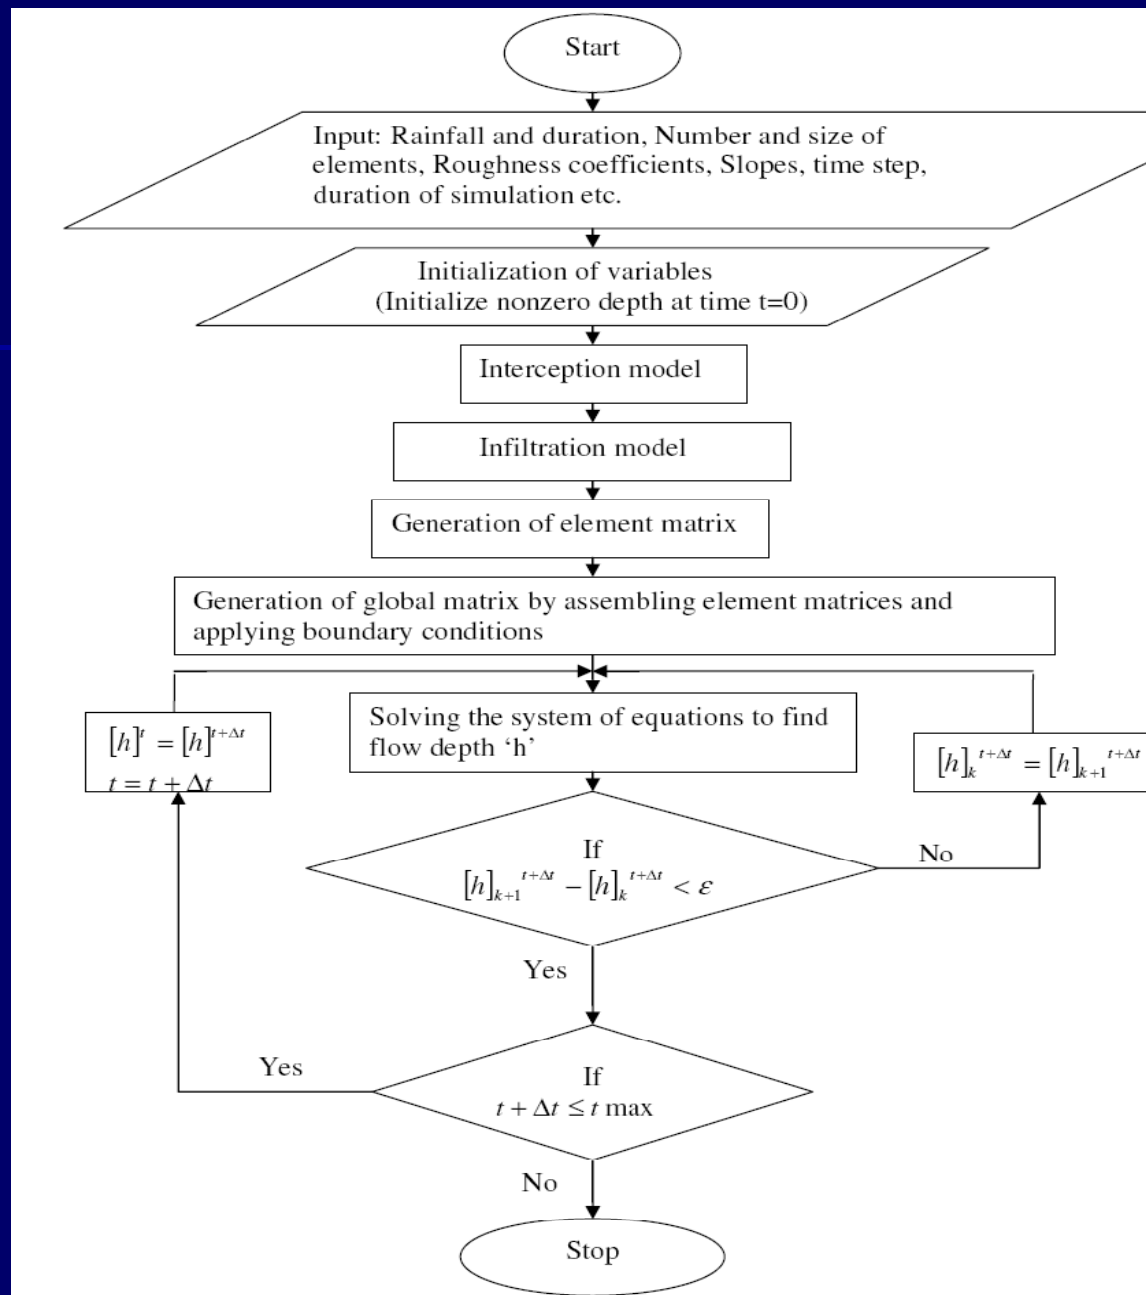 Start
Input: Rainfall and duration, Number and size of
elements, Roughness coefficients, Slopes, time step,
duration of simulation etc.
Initialization of variables
(Initialize nonzero depth at time t=0)
Interception model
Infiltration model
Generation of element matrix
Generation of global matrix by assembling element matrices and
applying boundary conditions
Solving the system of equations to find
flow depth ‘h’
[h]^t = [h]^{t+Δt}
t = t + Δt
[h]_k^{t+Δt} = [h]_{k+1}^{t+Δt}
If
[h]_{k+1}^{t+Δt} − [h]_k^{t+Δt} < ε
No
Yes
If
t + Δt ≤ t max
Yes
No
Stop